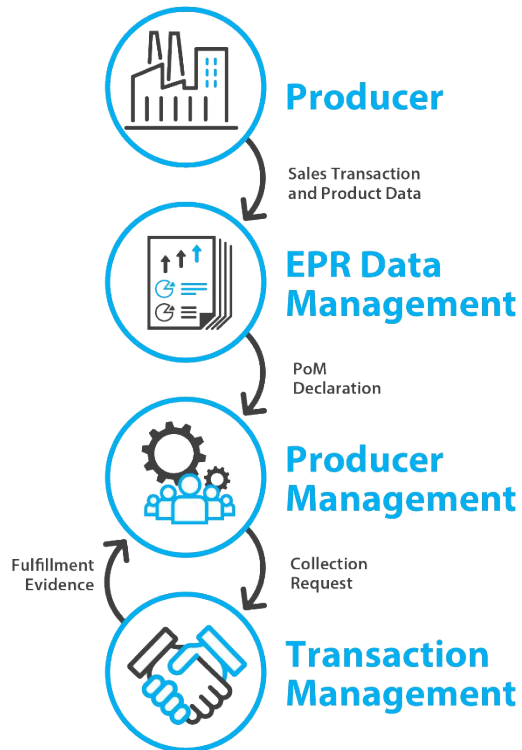 Producer
Sales Transaction
and Product Data
EPR Data
Management
PoM
Declaration
Producer
Management
Fulfillment
Evidence
Collection
Request
Transaction
Management